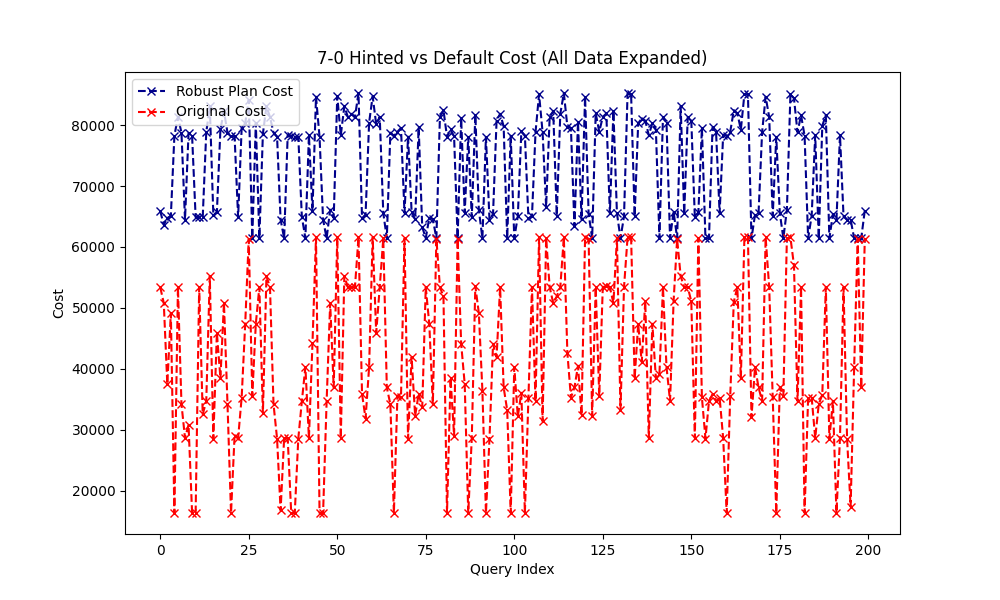 7-0 Hinted vs Default Cost (All Data Expanded)
Robust Plan Cost
Original Cost
Cost
80000
70000
60000
50000
40000
30000
20000
0 25 50 75 100 125 150 175 200
Query Index